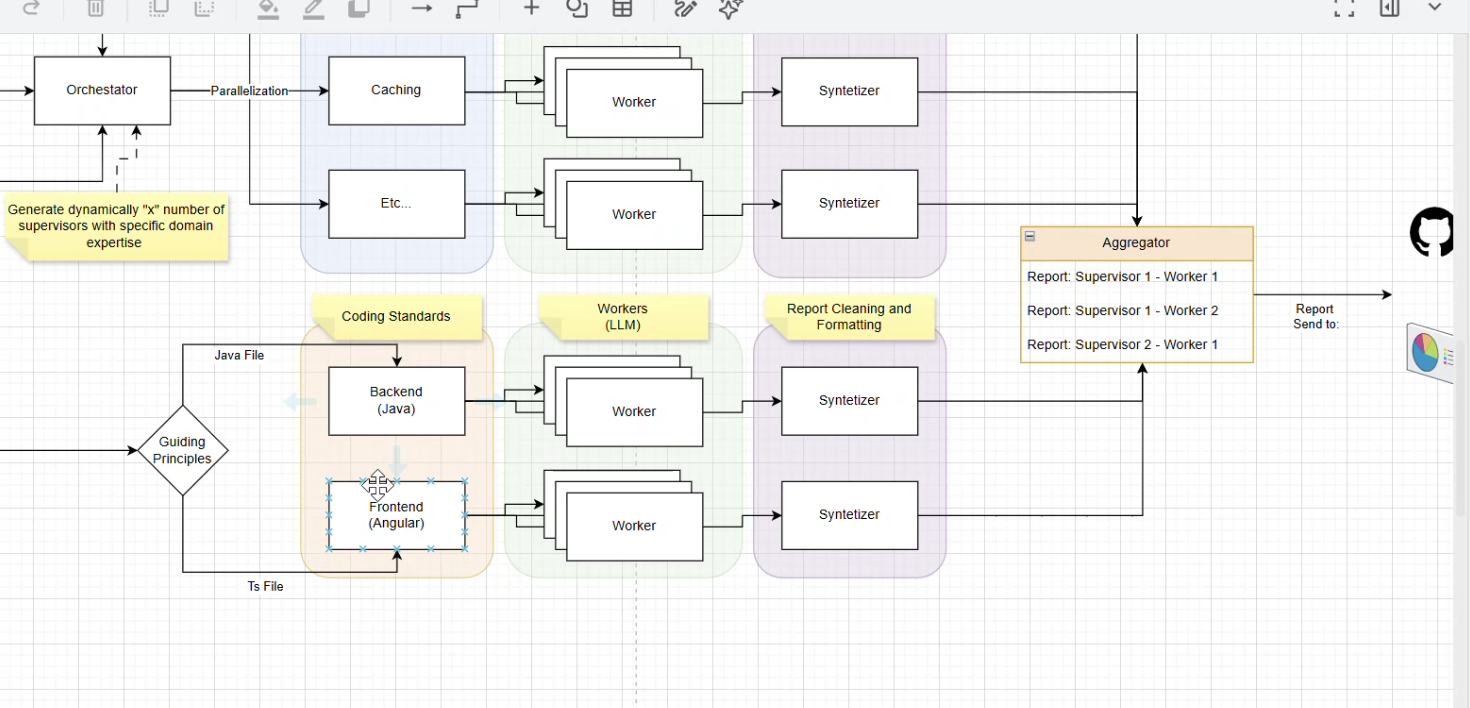 Orchestrator
Parallelization
Caching
Worker
Syntetizer
Etc...
Worker
Syntetizer
Generate dynamically "x" number of
supervisors with specific domain
expertise
Aggregator
Report: Supervisor 1 - Worker 1
Report: Supervisor 1 - Worker 2
Report: Supervisor 2 - Worker 1
Report
Send to:
Coding Standards
Workers
(LLM)
Report Cleaning and
Formatting
Java File
Backend
(Java)
Worker
Syntetizer
Guiding
Principles
Frontend
(Angular)
Worker
Syntetizer
Ts File